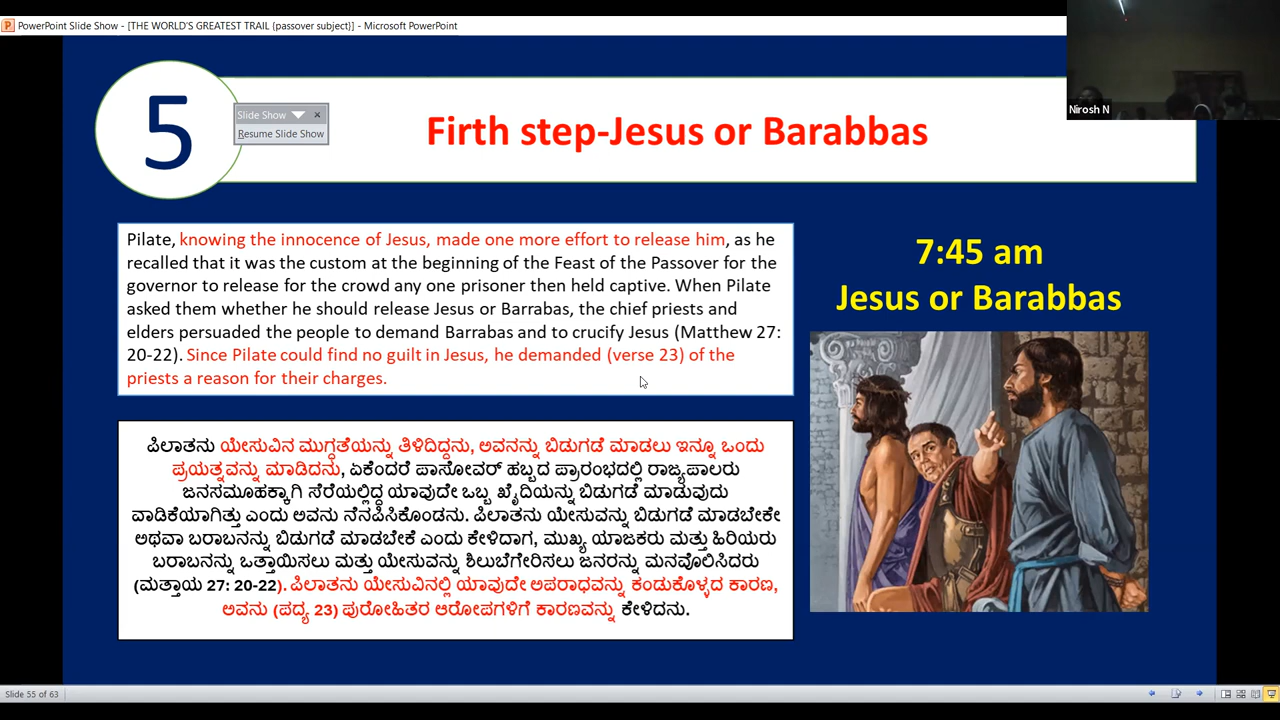 PowerPoint Slide Show - [THE WORLD'S GREATEST TRAIL (passover subject}] - Microsoft PowerPoint
Nirosh N
5
Slide Show
Resume Slide Show
Firth step-Jesus or Barabbas
Pilate, knowing the innocence of Jesus, made one more effort to release him, as he
recalled that it was the custom at the beginning of the Feast of the Passover for the
governor to release for the crowd any one prisoner then held captive. When Pilate
asked them whether he should release Jesus or Barrabas, the chief priests and
elders persuaded the people to demand Barrabas and to crucify Jesus (Matthew 27:
20-22). Since Pilate could find no guilt in Jesus, he demanded (verse 23) of the
priests a reason for their charges.
7:45 am
Jesus or Barabbas
ಪಿಲಾತನು ಯೇಸುವಿನ ಮುಗ್ಧತೆಯನ್ನು ತಿಳಿದಿದ್ದನು, ಅವನನ್ನು ಬಿಡುಗಡೆ ಮಾಡಲು ಇನ್ನೂ ಒಂದು
ಪ್ರಯತ್ನವನ್ನು ಮಾಡಿದನು, ಏಕೆಂದರೆ ಪಾಸೋವರ್ ಹಬ್ಬದ ಪ್ರಾರಂಭದಲ್ಲಿ ರಾಜ್ಯಪಾಲರು
ಜನಸಮೂಹಕ್ಕಾಗಿ ಸೆರೆಯಲ್ಲಿದ್ದ ಯಾವುದೇ ಒಬ್ಬ ಖೈದಿಯನ್ನು ಬಿಡುಗಡೆ ಮಾಡುವುದು
ವಾಡಿಕೆಯಾಗಿತ್ತು ಎಂದು ಅವನು ನೆನಪಿಸಿಕೊಂಡನು. ಪಿಲಾತನು ಯೇಸುವನ್ನು ಬಿಡುಗಡೆ ಮಾಡಬೇಕೇ
ಅಥವಾ ಬರಾಬನನ್ನು ಬಿಡುಗಡೆ ಮಾಡಬೇಕೆ ಎಂದು ಕೇಳಿದಾಗ, ಮುಖ್ಯ ಯಾಜಕರು ಮತ್ತು ಹಿರಿಯರು
ಬರಾಬನನ್ನು ಒತ್ತಾಯಿಸಲು ಮತ್ತು ಯೇಸುವನ್ನು ಶಿಲುಬೆಗೇರಿಸಲು ಜನರನ್ನು ಮನವೊಲಿಸಿದರು
(ಮತ್ತಾಯ 27: 20-22). ಪಿಲಾತನು ಯೇಸುವಿನಲ್ಲಿ ಯಾವುದೇ ಅಪರಾಧವನ್ನು ಕಂಡುಕೊಳ್ಳದ ಕಾರಣ,
ಅವನು (ಪದ್ಯ 23) ಪುರೋಹಿತರ ಆರೋಪಗಳಿಗೆ ಕಾರಣವನ್ನು ಕೇಳಿದನು.
Slide 55 of 63